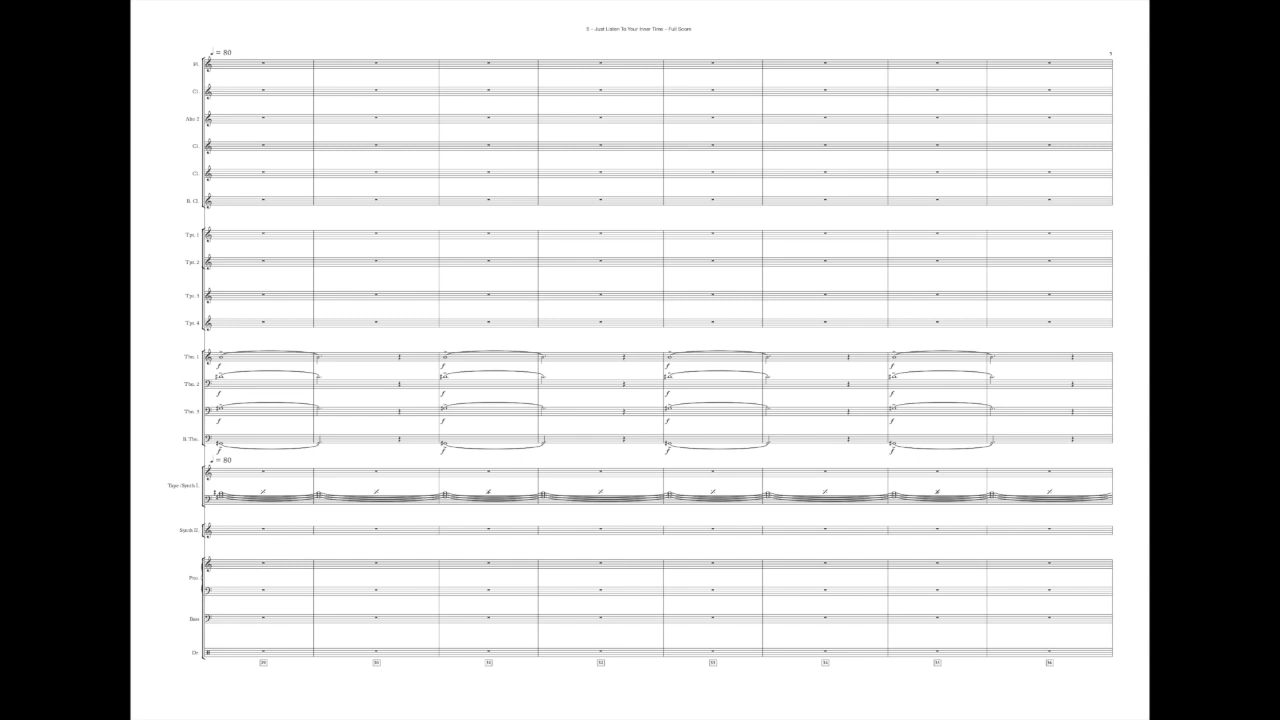 5 - Just Listen To Your Inner Time - Full Score
♩ = 80
Fl.
Cl.
Alto 2
Cl.
Cl.
B. Cl.
Tpt. 1
Tpt. 2
Tpt. 3
Tpt. 4
Tbn. 1
f f f f
Tbn. 2
f f f f
Tbn. 3
f f f f
B. Tbn.
f f f f
♩ = 80
Tape/Synth I.
Synth II.
Pno.
Bass
Dr.